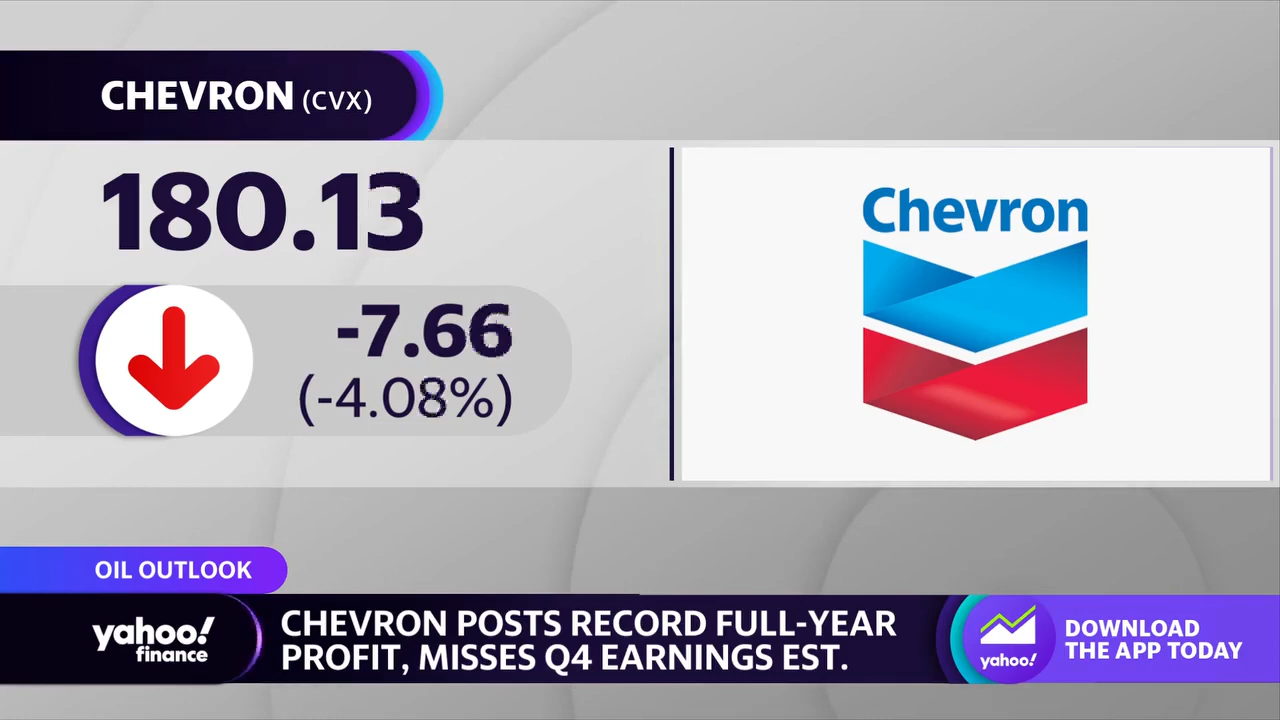 CHEVRON (CVX)
180.13
-7.66
(-4.08%)
Chevron
OIL OUTLOOK
yahoo!
finance
CHEVRON POSTS RECORD FULL-YEAR
PROFIT, MISSES Q4 EARNINGS EST.
yahoo!
DOWNLOAD
THE APP TODAY